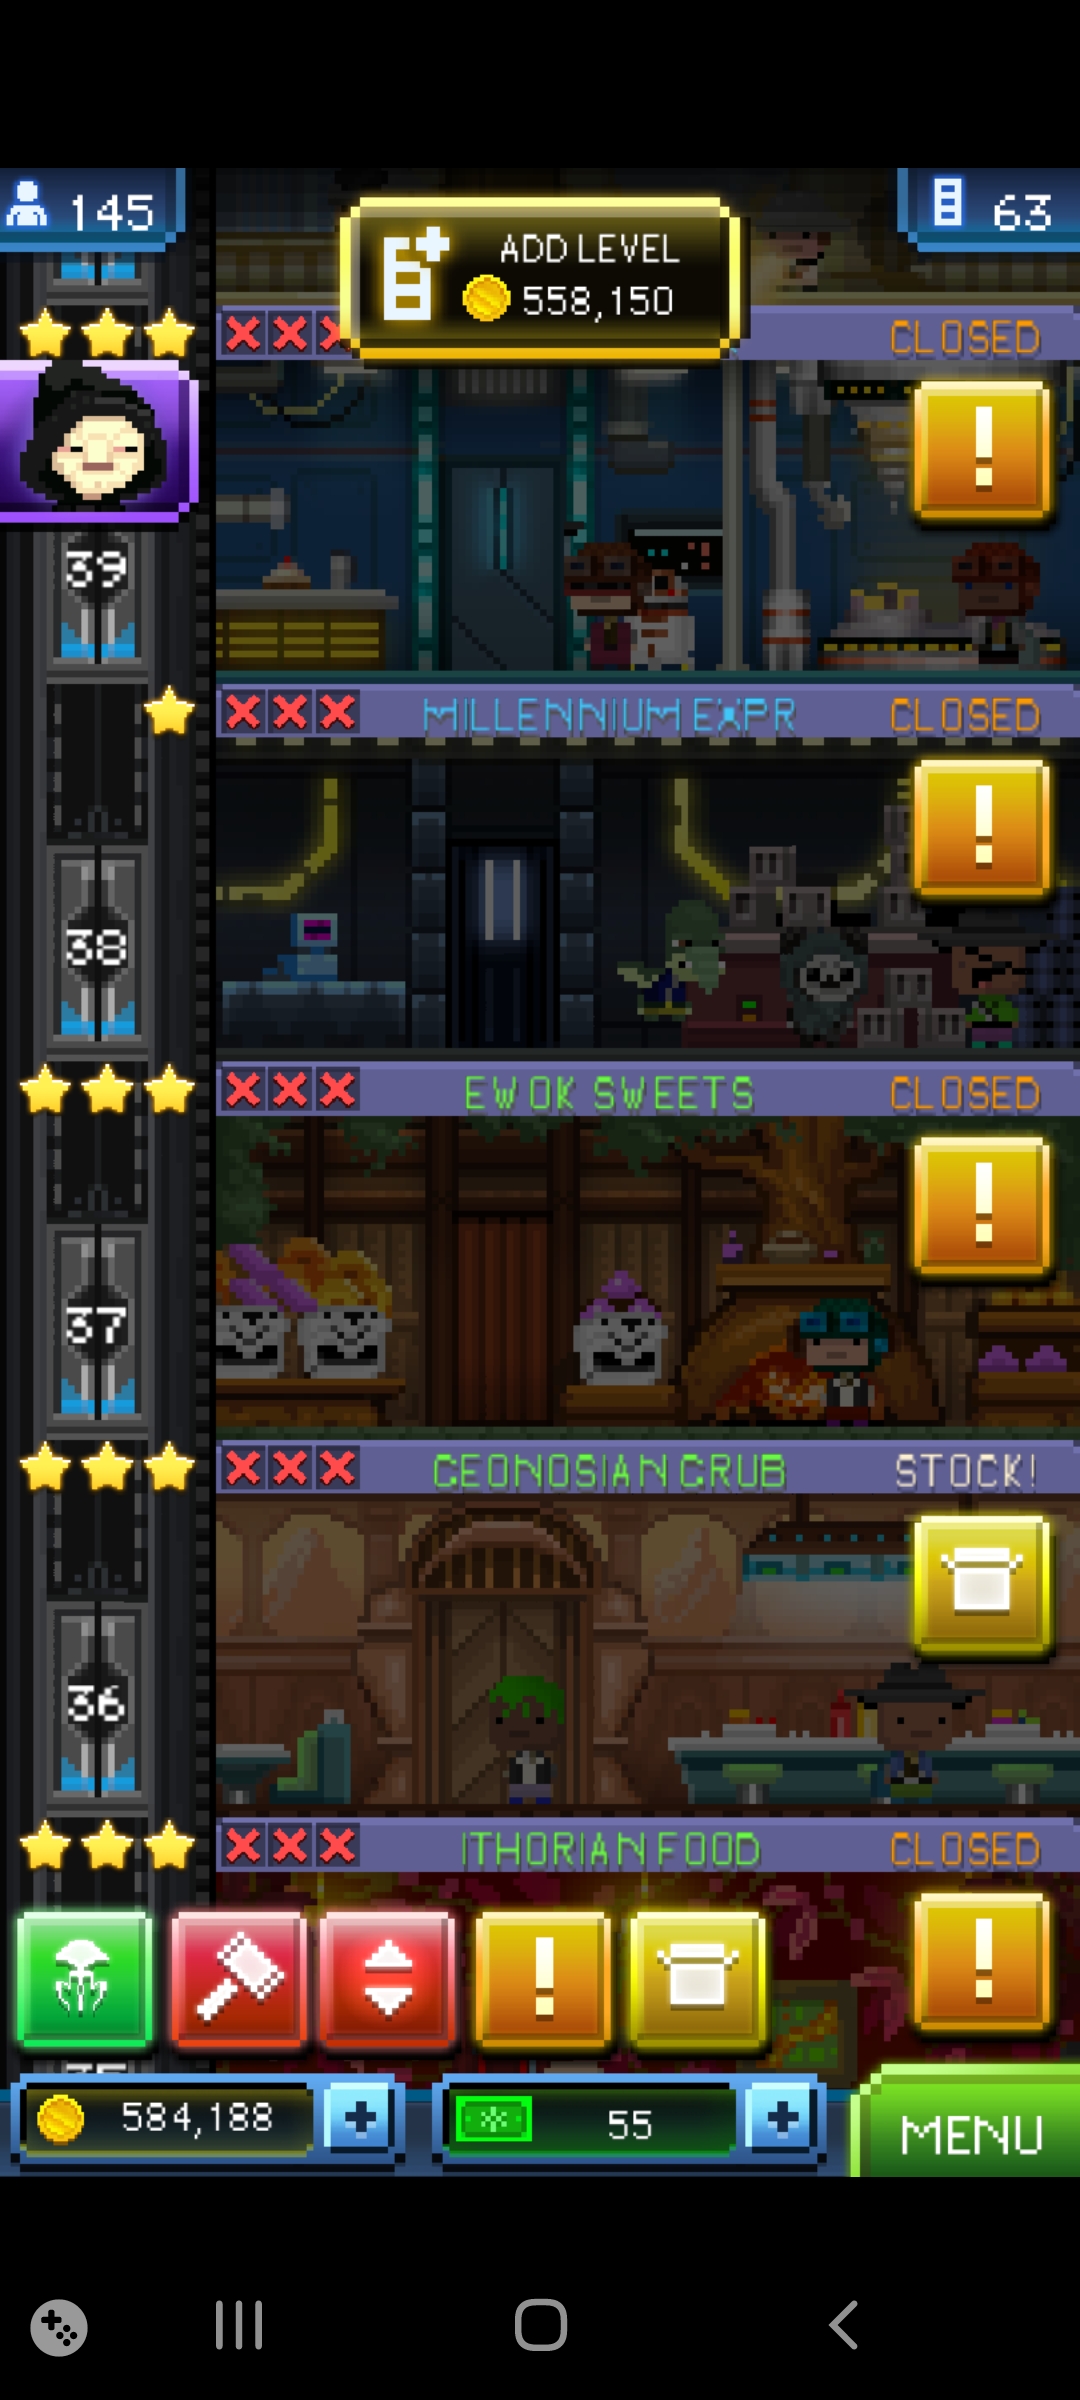 145
ADD LEVEL
558,150
63
CLOSED
39
MILLENNIUM EXPR
CLOSED
38
EWOK SWEETS
CLOSED
37
GEONOSIAN GRUB
STOCK!
36
ITHORIAN FOOD
CLOSED
584,188
55
MENU